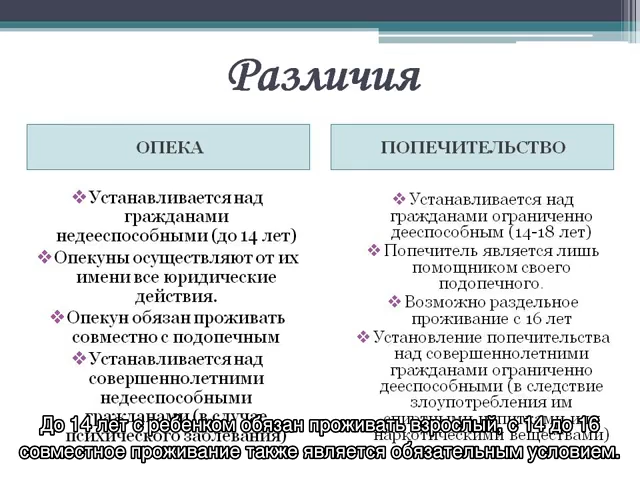 Различия
ОПЕКА
Устанавливается над
гражданами
недееспособными (до 14 лет)
Опекуны осуществляют от их
имени все юридические
действия.
Опекун обязан проживать
совместно с подопечным
Устанавливается над
совершеннолетними
недееспособными
гражданами (в случае
психического заболевания)
ПОПЕЧИТЕЛЬСТВО
Устанавливается над
гражданами ограниченно
дееспособным (14-18 лет)
Попечитель является лишь
помощником своего
подопечного.
Возможно раздельное
проживание с 16 лет
Установление попечительства
над совершеннолетними
гражданами ограниченно
дееспособными (в следствие
злоупотребления им
наркотическими веществами)
До 14 лет с ребенком обязан проживать взрослый, с 14 до 16
совместное проживание также является обязательным условием.